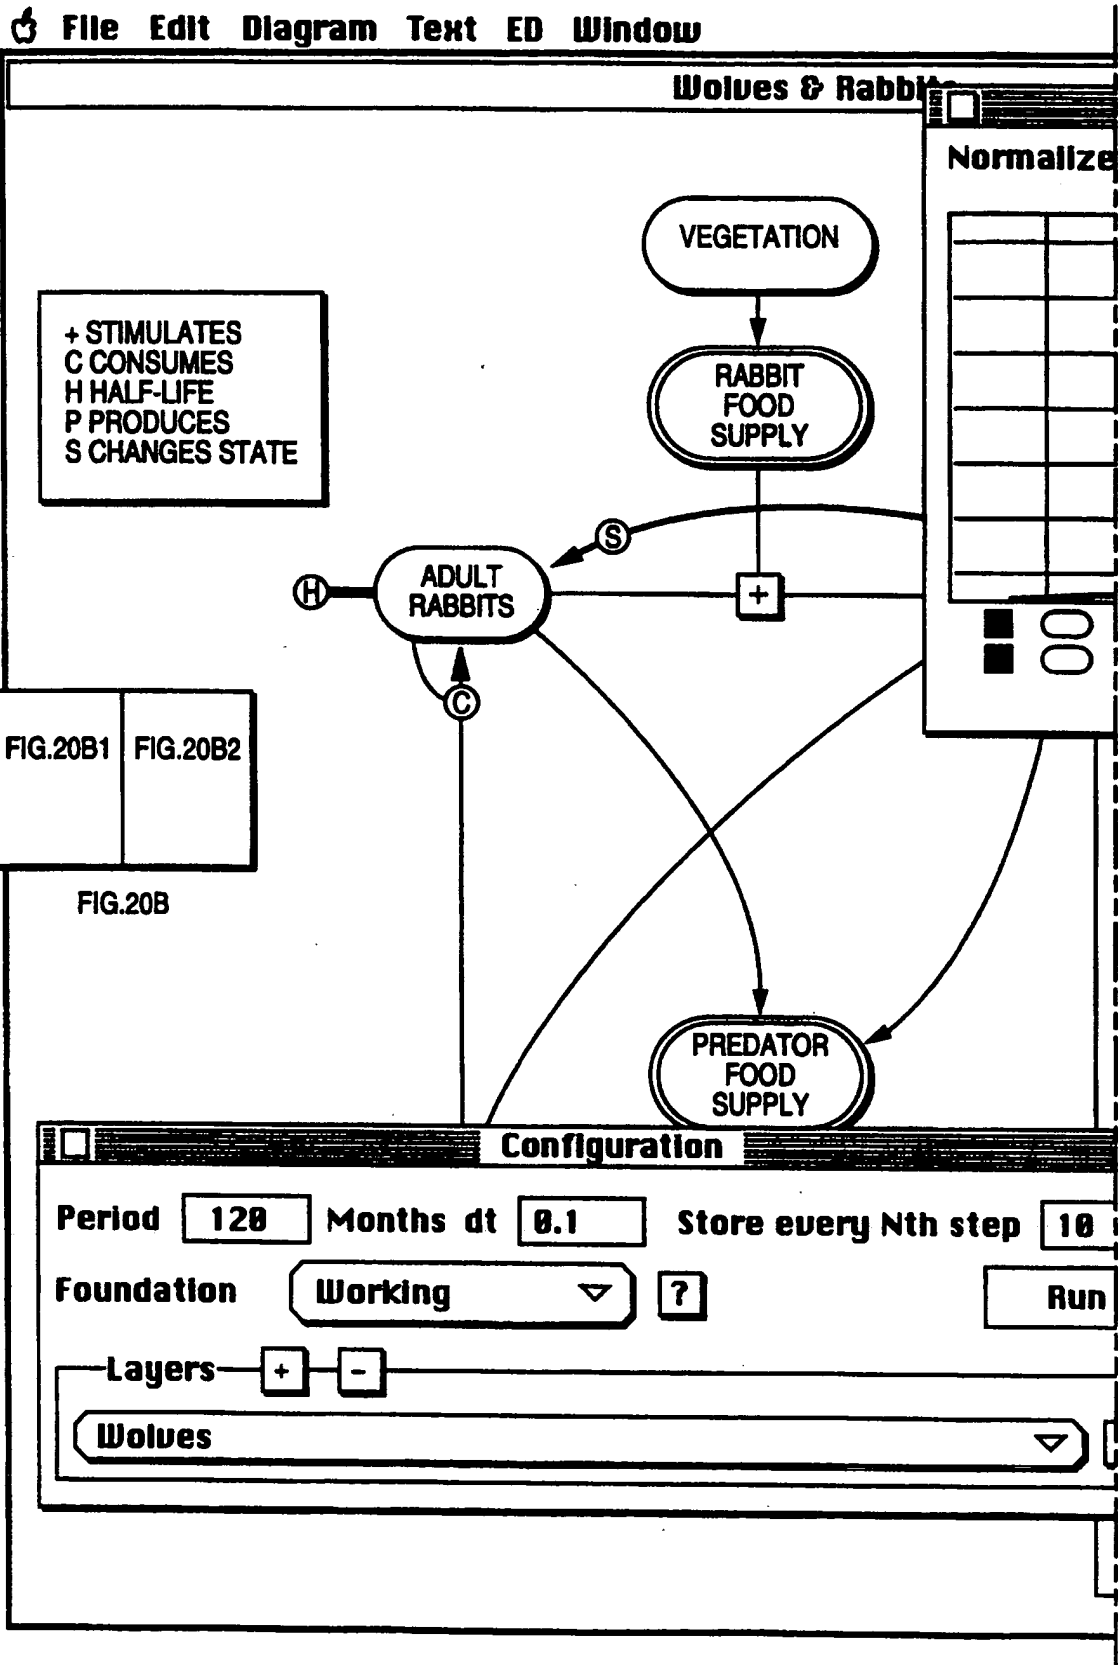 File Edit Diagram Text ED Window
Wolves & Rabbits
Normalize
VEGETATION
+ STIMULATES
C CONSUMES
H HALF-LIFE
P PRODUCES
S CHANGES STATE
RABBIT
FOOD
SUPPLY
S
H
ADULT
RABBITS
+
C
FIG.20B1 FIG.20B2
FIG.20B
PREDATOR
FOOD
SUPPLY
Configuration
Period 120 Months dt 0.1 Store every Nth step 10
Foundation Working ? Run
Layers + -
Wolves